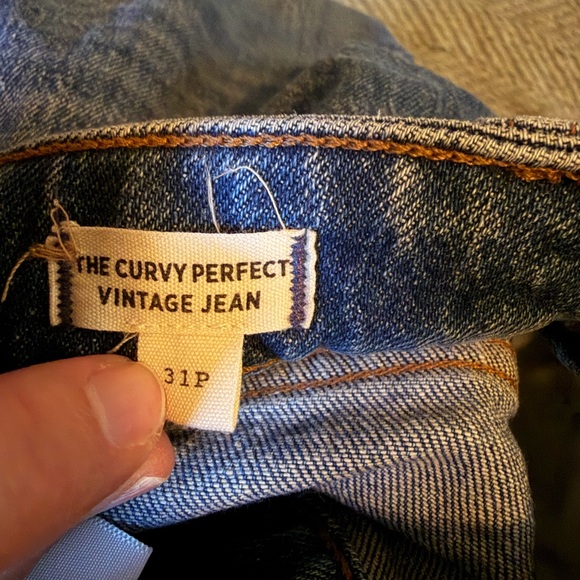 THE CURVY PERFECT
VINTAGE JEAN
31P